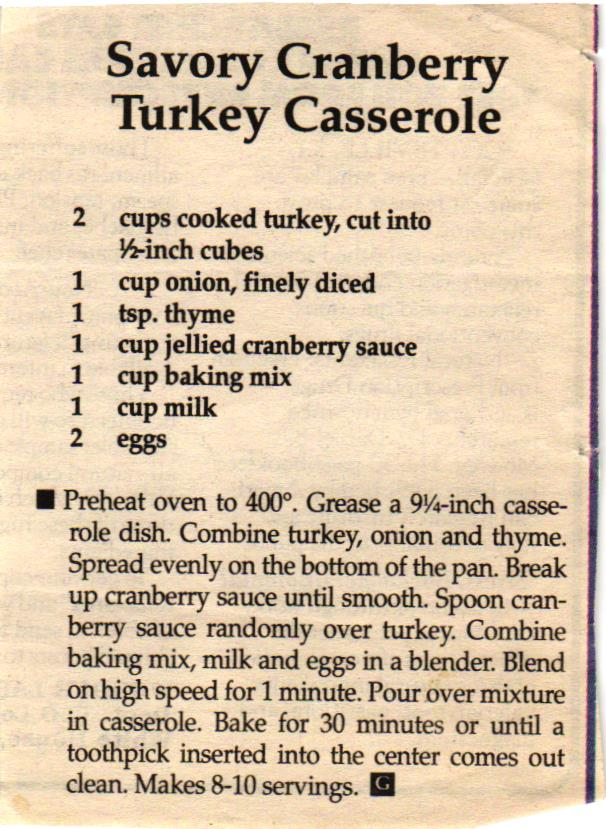 Savory Cranberry
Turkey Casserole
2 cups cooked turkey, cut into
½-inch cubes
1 cup onion, finely diced
1 tsp. thyme
1 cup jellied cranberry sauce
1 cup baking mix
1 cup milk
2 eggs
■ Preheat oven to 400°. Grease a 9¼-inch casse-
role dish. Combine turkey, onion and thyme.
Spread evenly on the bottom of the pan. Break
up cranberry sauce until smooth. Spoon cran-
berry sauce randomly over turkey. Combine
baking mix, milk and eggs in a blender. Blend
on high speed for 1 minute. Pour over mixture
in casserole. Bake for 30 minutes or until a
toothpick inserted into the center comes out
clean. Makes 8-10 servings. G